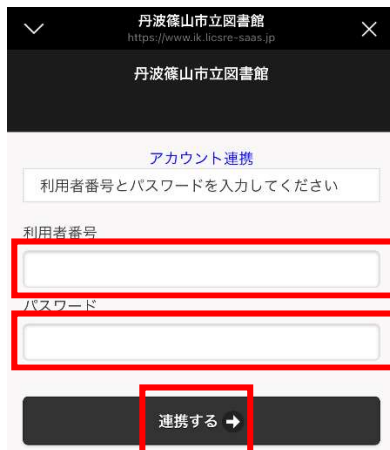 丹波篠山市立図書館
https://www.ik.licsre-saas.jp
丹波篠山市立図書館
アカウント連携
利用者番号とパスワードを入力してください
利用者番号
パスワード
連携する